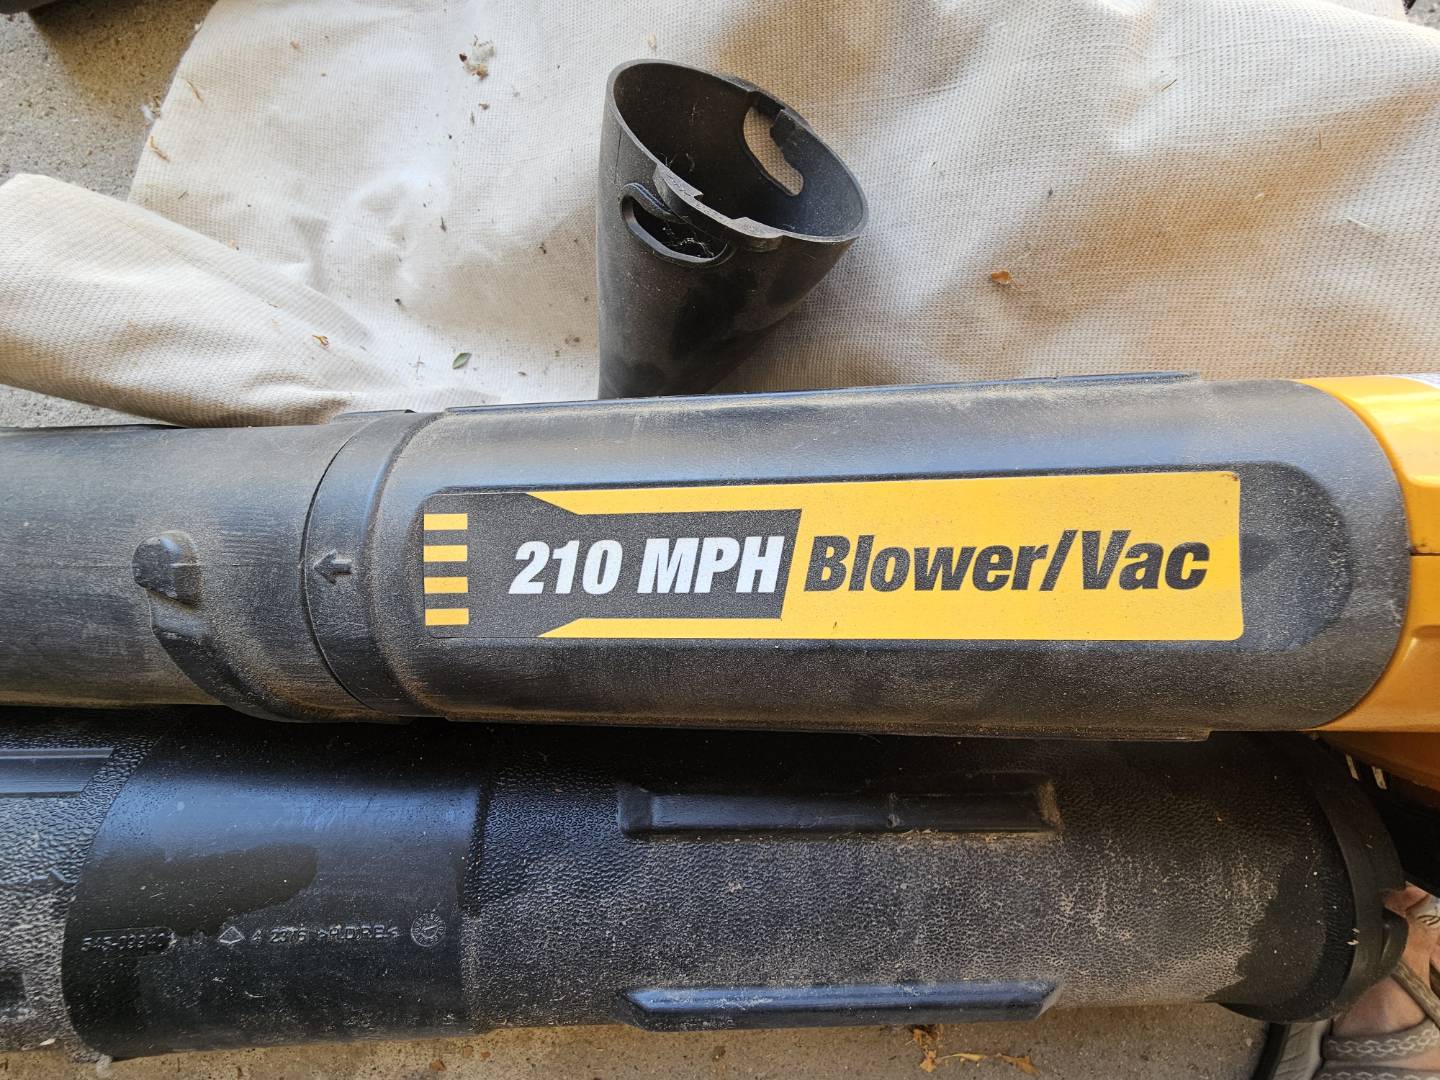 210 MPH Blower/Vac
>H.D.P.E.<